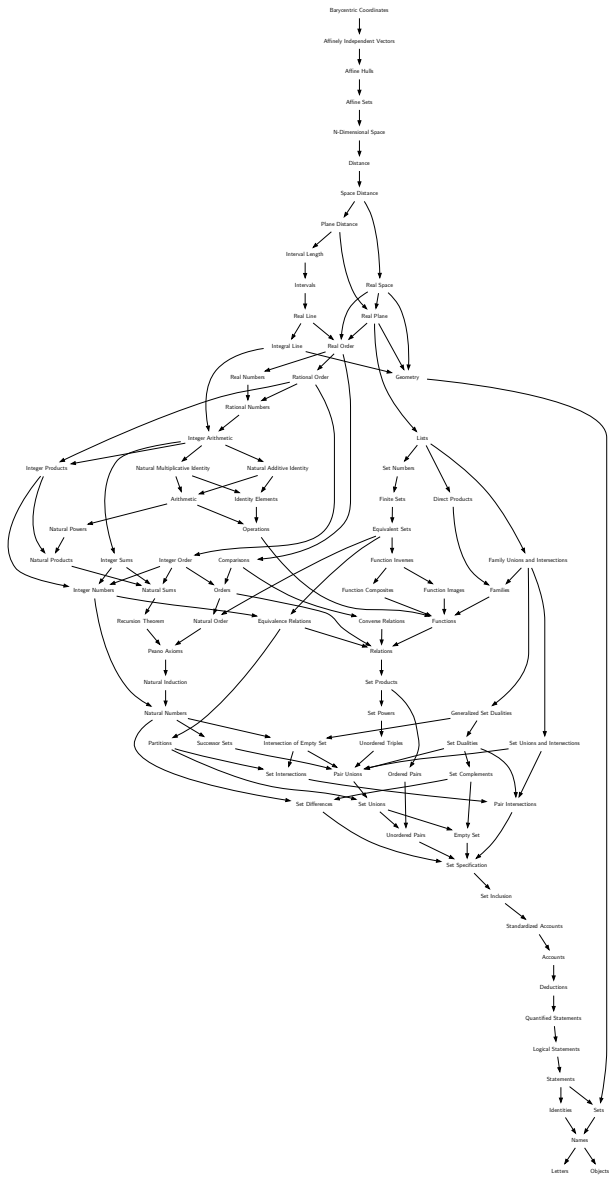 Barycentric Coordinates
Affinely Independent Vectors
Affine Hulls
Affine Sets
N-Dimensional Space
Distance
Space Distance
Plane Distance
Interval Length
Intervals
Real Space
Real Line
Real Plane
Integral Line
Real Order
Real Numbers
Rational Order
Geometry
Rational Numbers
Integer Arithmetic
Lists
Integer Products
Natural Multiplicative Identity
Natural Additive Identity
Set Numbers
Arithmetic
Identity Elements
Finite Sets
Direct Products
Natural Powers
Operations
Equivalent Sets
Natural Products
Integer Sums
Integer Order
Comparisons
Function Inverses
Family Unions and Intersections
Integer Numbers
Natural Sums
Orders
Function Composites
Function Images
Families
Recursion Theorem
Natural Order
Equivalence Relations
Converse Relations
Functions
Peano Axioms
Relations
Natural Induction
Set Products
Natural Numbers
Set Powers
Generalized Set Dualities
Partitions
Successor Sets
Intersection of Empty Set
Unordered Triples
Set Dualities
Set Unions and Intersections
Set Intersections
Pair Unions
Ordered Pairs
Set Complements
Set Differences
Set Unions
Pair Intersections
Unordered Pairs
Empty Set
Set Specification
Set Inclusion
Standardized Accounts
Accounts
Deductions
Quantified Statements
Logical Statements
Statements
Identities
Sets
Names
Letters
Objects